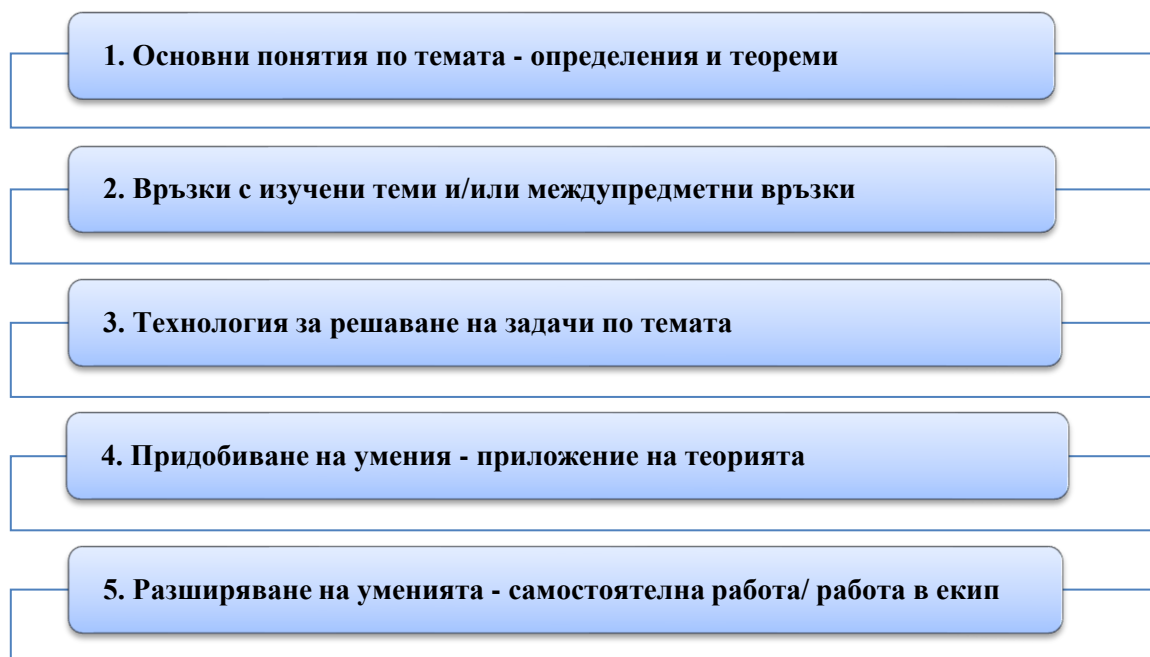 1. Основни понятия по темата - определения и теореми
2. Връзки с изучени теми и/или междупредметни връзки
3. Технология за решаване на задачи по темата
4. Придобиване на умения - приложение на теорията
5. Разширяване на уменията - самостоятелна работа/ работа в екип